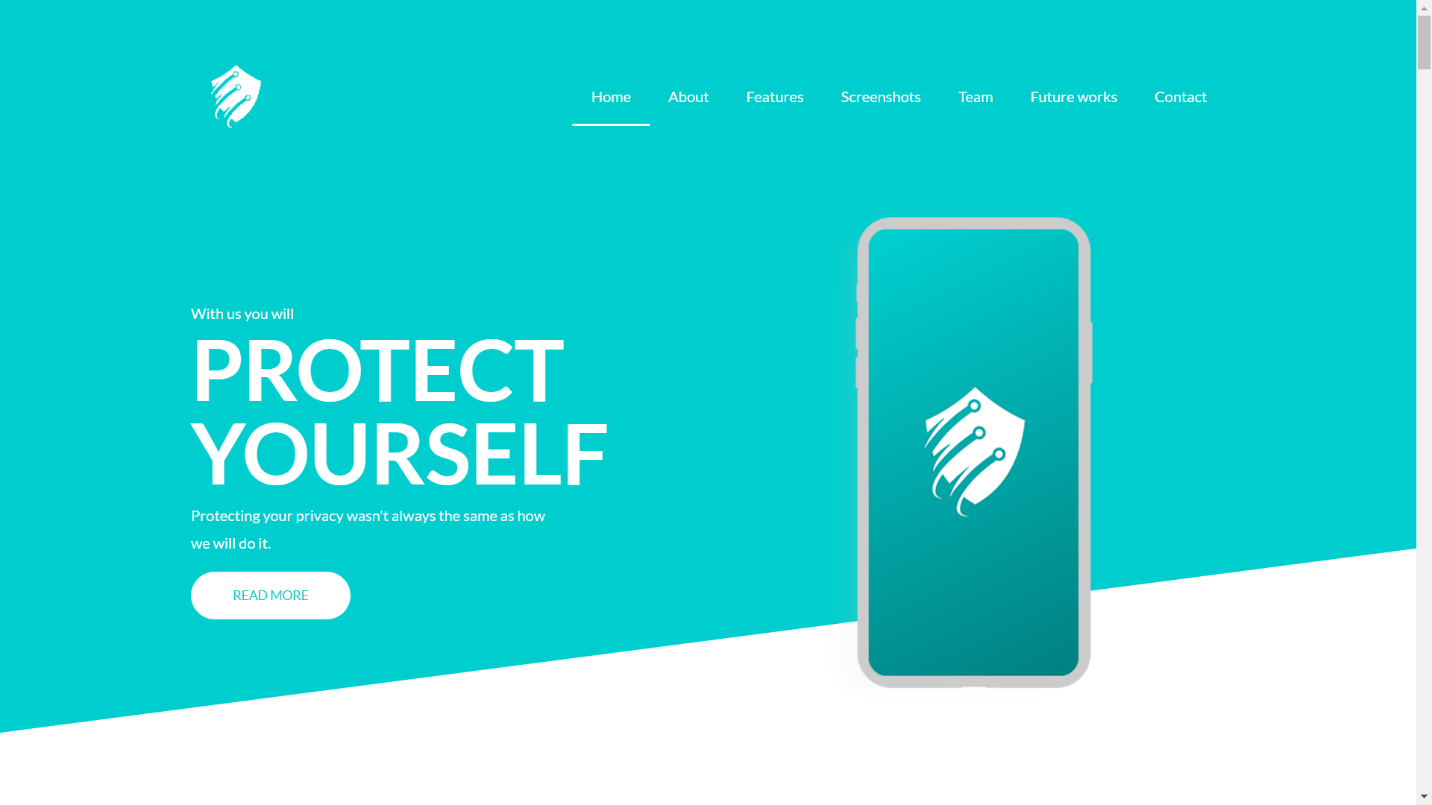 Home About Features Screenshots Team Future works Contact
With us you will
PROTECT
YOURSELF
Protecting your privacy wasn't always the same as how
we will do it.
READ MORE